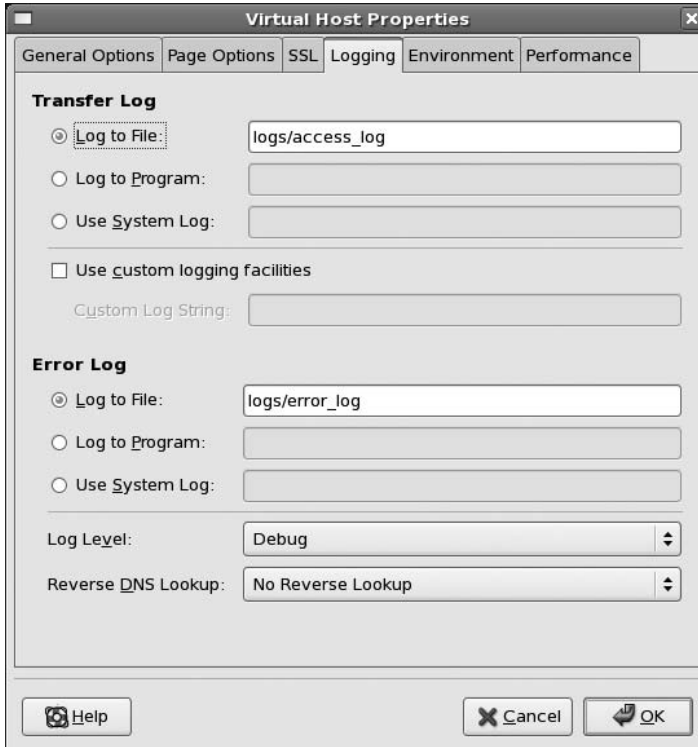 Virtual Host Properties
General Options Page Options SSL Logging Environment Performance
Transfer Log
Log to File: logs/access_log
Log to Program:
Use System Log:
Use custom logging facilities
Custom Log String:
Error Log
Log to File: logs/error_log
Log to Program:
Use System Log:
Log Level: Debug
Reverse DNS Lookup: No Reverse Lookup
Help Cancel OK